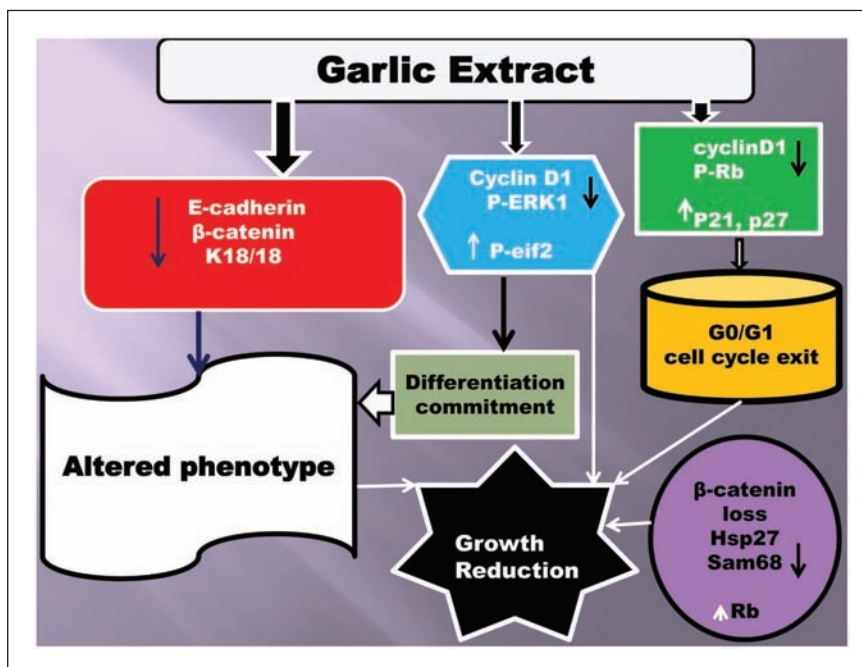 Garlic Extract
E-cadherin
β-catenin
K18/18
Cyclin D1
P-ERK1
P-eif2
cyclinD1
P-Rb
P21, p27
G0/G1
cell cycle exit
Differentiation
commitment
Altered phenotype
Growth
Reduction
β-catenin
loss
Hsp27
Sam68
Rb